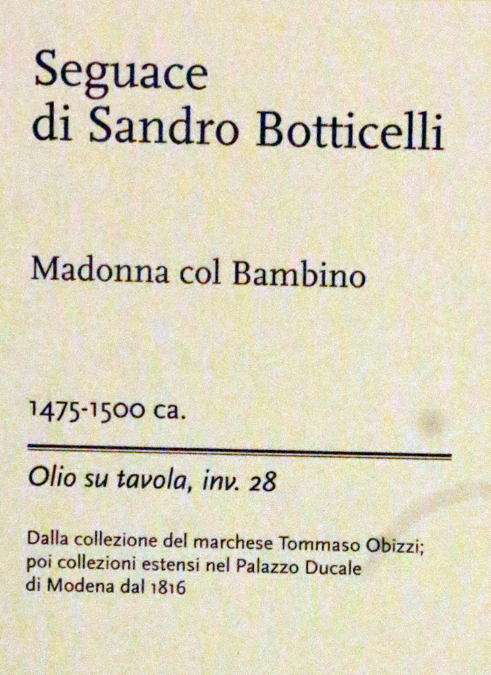 Seguace
di Sandro Botticelli
Madonna col Bambino
1475-1500 ca.
Olio su tavola, inv. 28
Dalla collezione del marchese Tommaso Obizzi;
poi collezioni estensi nel Palazzo Ducale
di Modena dal 1816